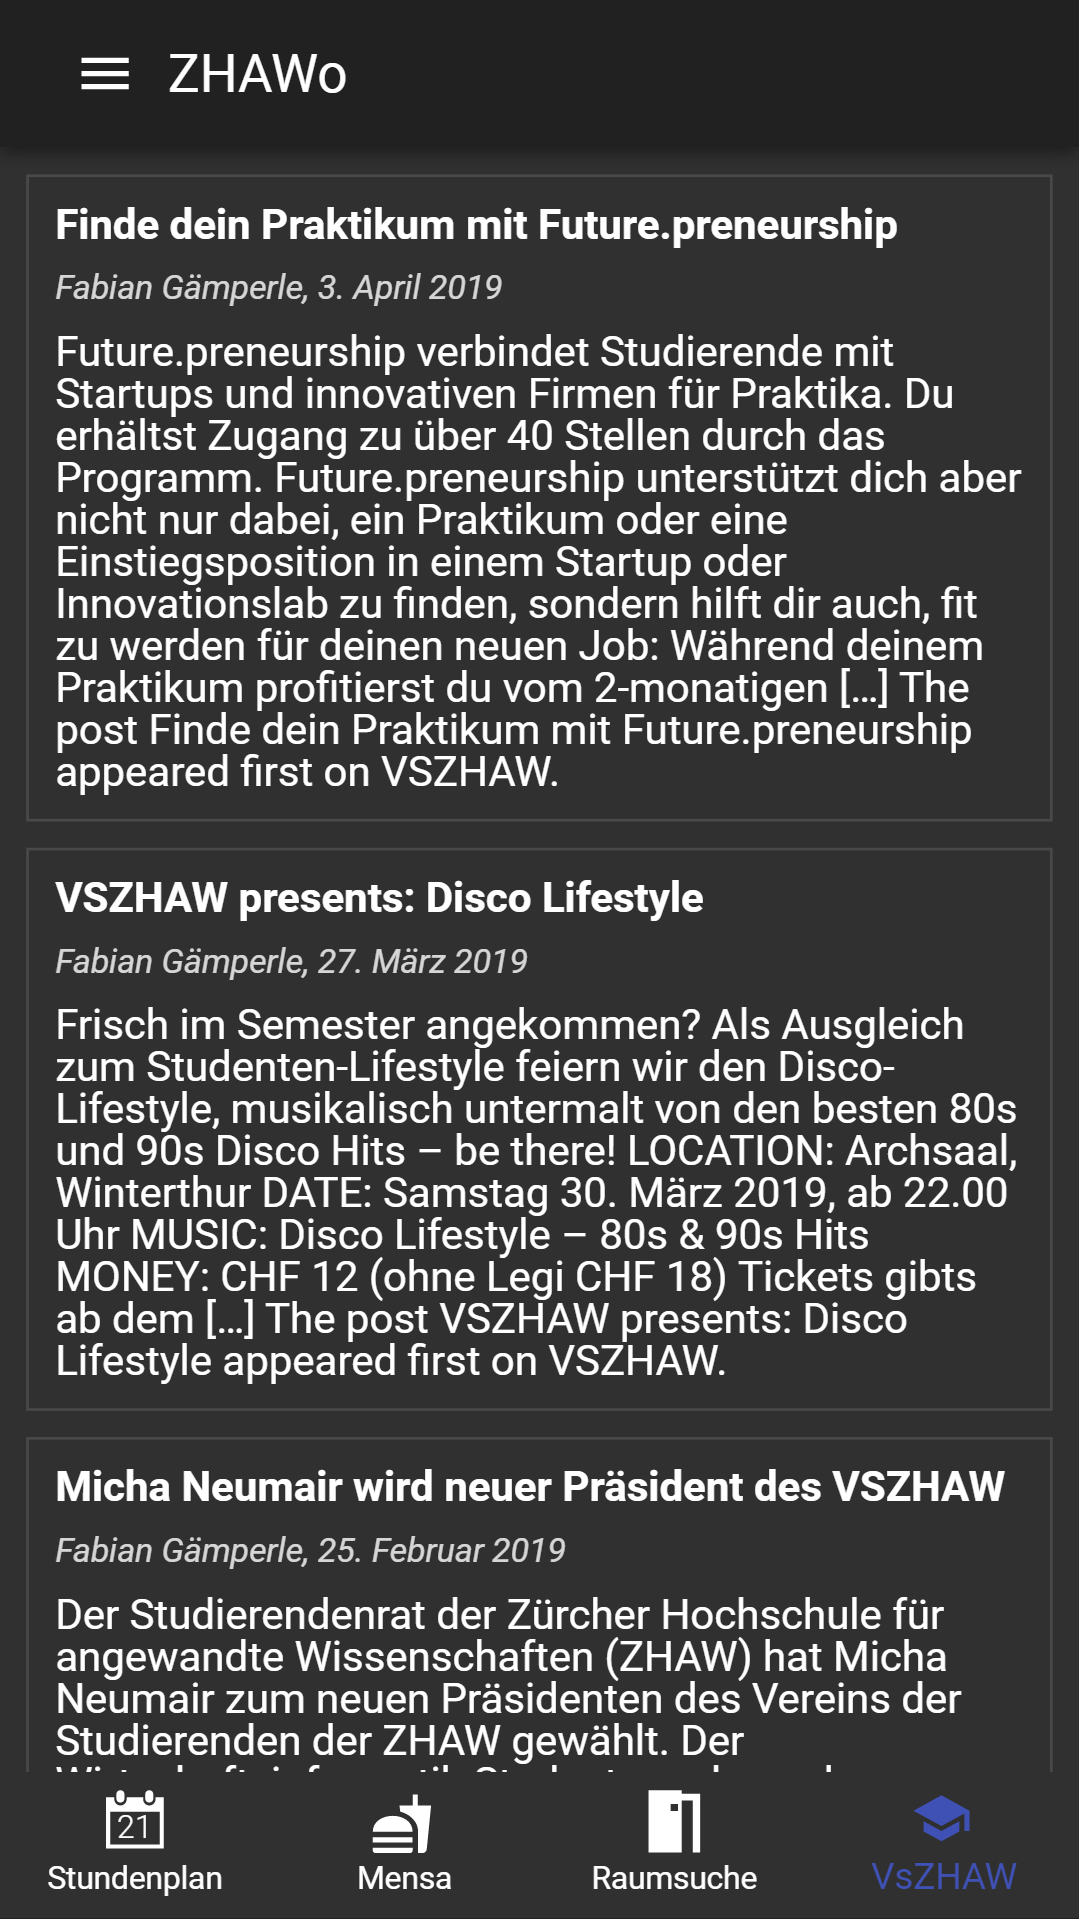 ZHAWo
Finde dein Praktikum mit Future.preneurship
Fabian Gämperle, 3. April 2019
Future.preneurship verbindet Studierende mit
Startups und innovativen Firmen für Praktika. Du
erhältst Zugang zu über 40 Stellen durch das
Programm. Future.preneurship unterstützt dich aber
nicht nur dabei, ein Praktikum oder eine
Einstiegsposition in einem Startup oder
Innovationslab zu finden, sondern hilft dir auch, fit
zu werden für deinen neuen Job: Während deinem
Praktikum profitierst du vom 2-monatigen […] The
post Finde dein Praktikum mit Future.preneurship
appeared first on VSZHAW.
VSZHAW presents: Disco Lifestyle
Fabian Gämperle, 27. März 2019
Frisch im Semester angekommen? Als Ausgleich
zum Studenten-Lifestyle feiern wir den Disco-
Lifestyle, musikalisch untermalt von den besten 80s
und 90s Disco Hits – be there! LOCATION: Archsaal,
Winterthur DATE: Samstag 30. März 2019, ab 22.00
Uhr MUSIC: Disco Lifestyle – 80s & 90s Hits
MONEY: CHF 12 (ohne Legi CHF 18) Tickets gibts
ab dem […] The post VSZHAW presents: Disco
Lifestyle appeared first on VSZHAW.
Micha Neumair wird neuer Präsident des VSZHAW
Fabian Gämperle, 25. Februar 2019
Der Studierendenrat der Zürcher Hochschule für
angewandte Wissenschaften (ZHAW) hat Micha
Neumair zum neuen Präsidenten des Vereins der
Studierenden der ZHAW gewählt. Der
21
Stundenplan
Mensa
Raumsuche
VsZHAW